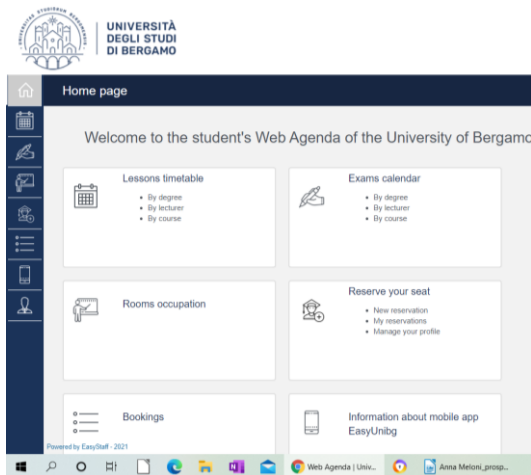 UNIVERSITÀ
DEGLI STUDI
DI BERGAMO
Home page
Welcome to the student's Web Agenda of the University of Bergamo
Lessons timetable
• By degree
• By lecturer
• By course
Exams calendar
• By degree
• By lecturer
• By course
Rooms occupation
Reserve your seat
• New reservation
• My reservations
• Manage your profile
Bookings
Information about mobile app
EasyUnibg
Powered by EasyStaff - 2021
Web Agenda | Univ...
Anna Meloni_prosp...